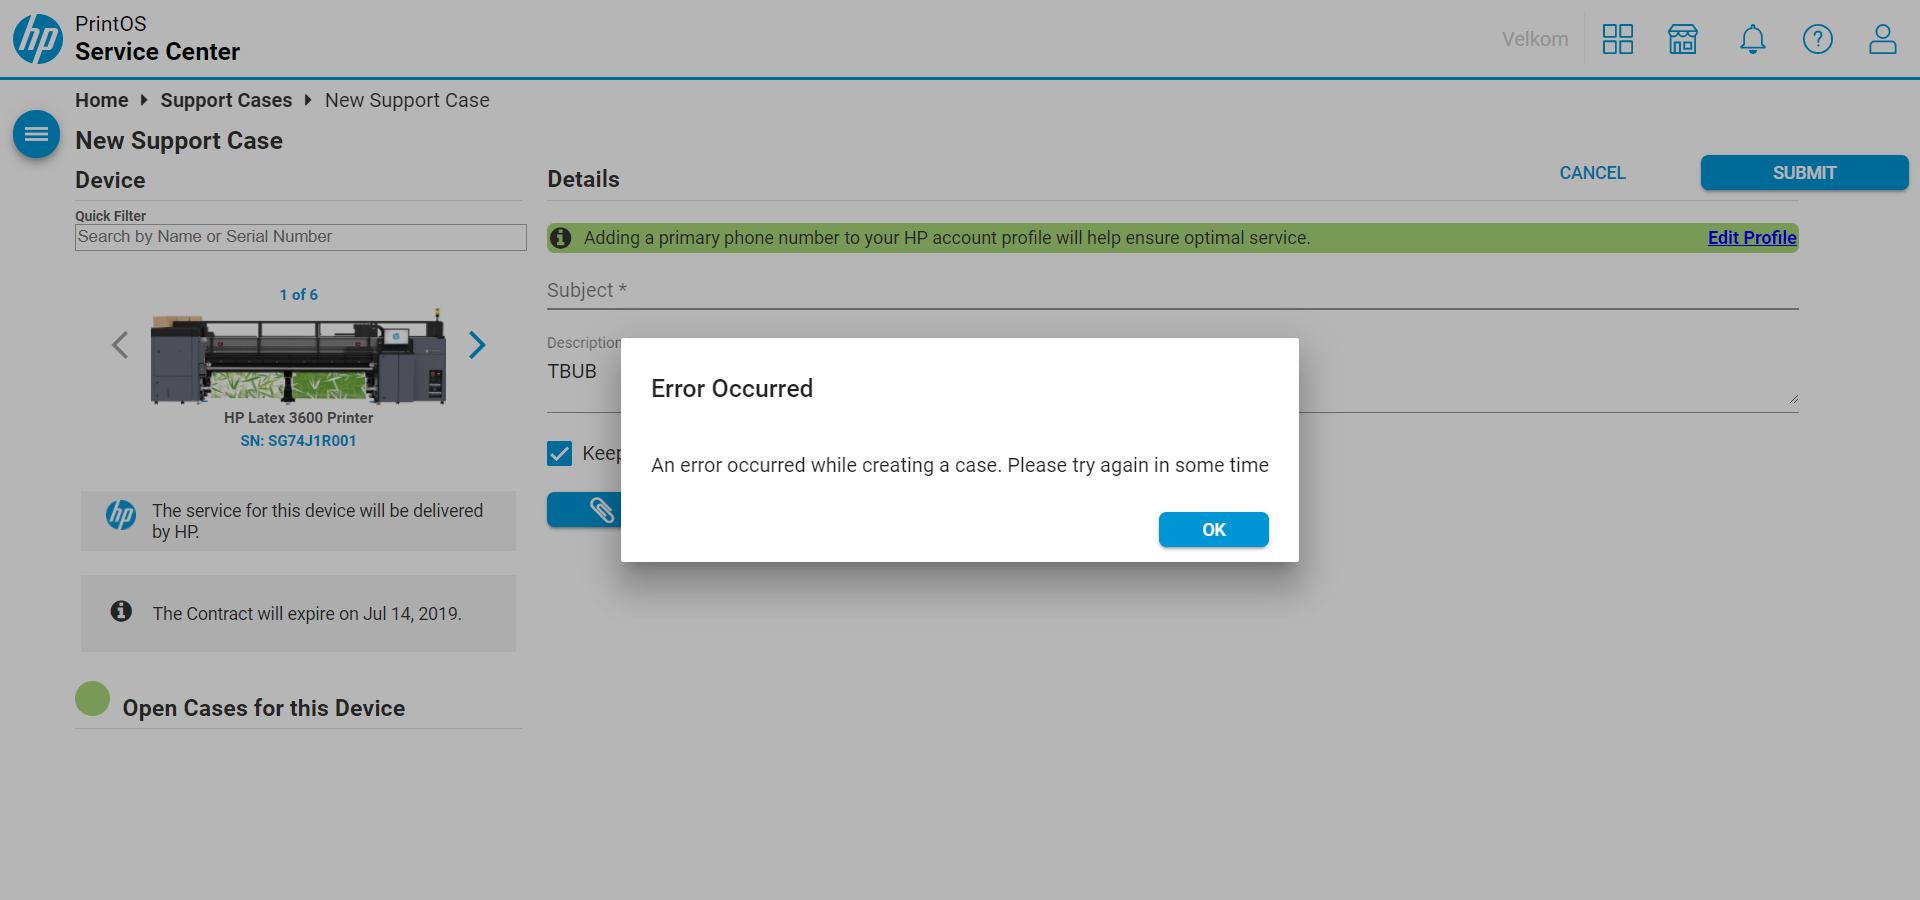 hp
PrintOS
Service Center
Velkom
Home
Support Cases
New Support Case
New Support Case
Device
Details
CANCEL
SUBMIT
Quick Filter
Search by Name or Serial Number
Adding a primary phone number to your HP account profile will help ensure optimal service.
Edit Profile
Subject *
1 of 6
HP Latex 3600 Printer
SN: SG74J1R001
Description
TBUB
Error Occurred
An error occurred while creating a case. Please try again in some time
OK
Keep
hp
The service for this device will be delivered
by HP.
The Contract will expire on Jul 14, 2019.
Open Cases for this Device